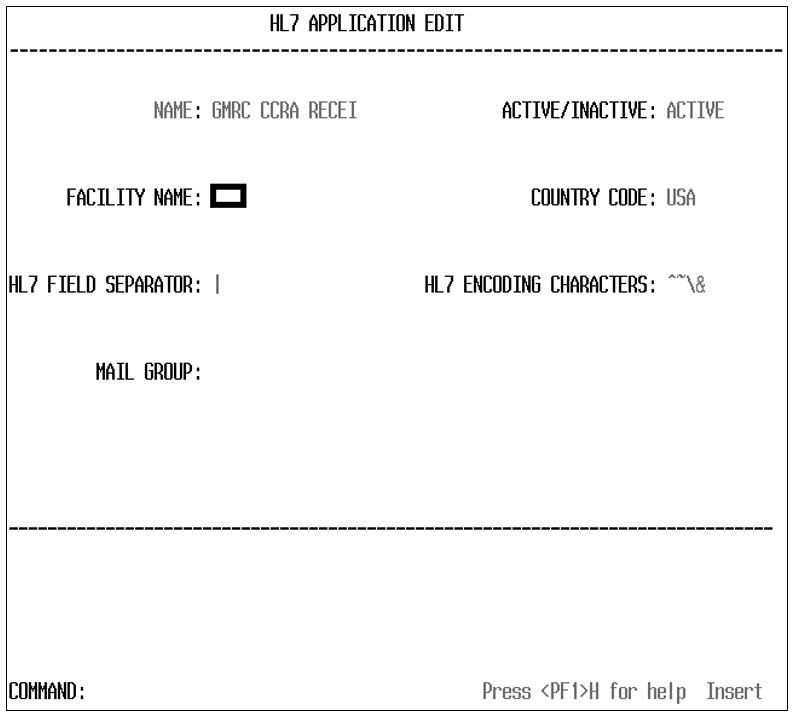 HL7 APPLICATION EDIT
--------------------------------------------------------------------------------
NAME: GMRC CCRA RECEI ACTIVE/INACTIVE: ACTIVE
FACILITY NAME: COUNTRY CODE: USA
HL7 FIELD SEPARATOR: | HL7 ENCODING CHARACTERS: ^~\&
MAIL GROUP:
-------------------------------------------------------------------------------
COMMAND: Press <PF1>H for help Insert